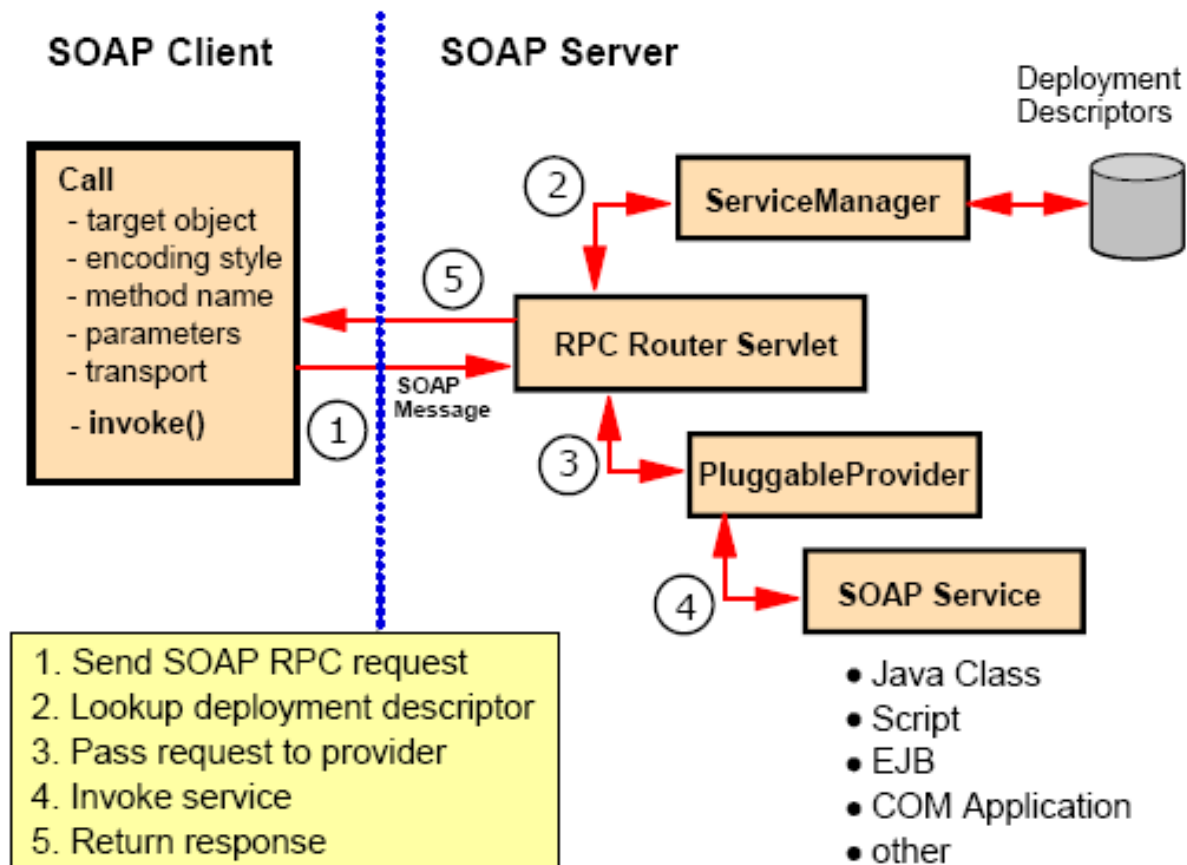 SOAP Client
SOAP Server
Deployment
Descriptors
Call
- target object
- encoding style
- method name
- parameters
- transport
- invoke()
2
ServiceManager
5
RPC Router Servlet
SOAP
Message
1
3
PluggableProvider
4
SOAP Service
1. Send SOAP RPC request
2. Lookup deployment descriptor
3. Pass request to provider
4. Invoke service
5. Return response
• Java Class
• Script
• EJB
• COM Application
• other